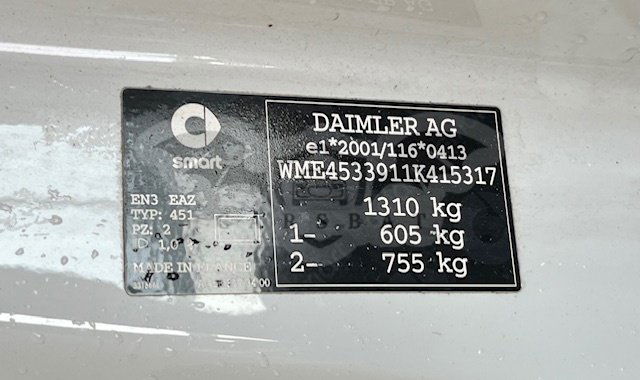 smart
EN3 EAZ
TYP: 451
PZ: 2
D 1,0
MADE IN FRANCE
DAIMLER AG
e1*2001/116*0413
WME4533911K415317
1310 kg
1- 605 kg
2- 755 kg